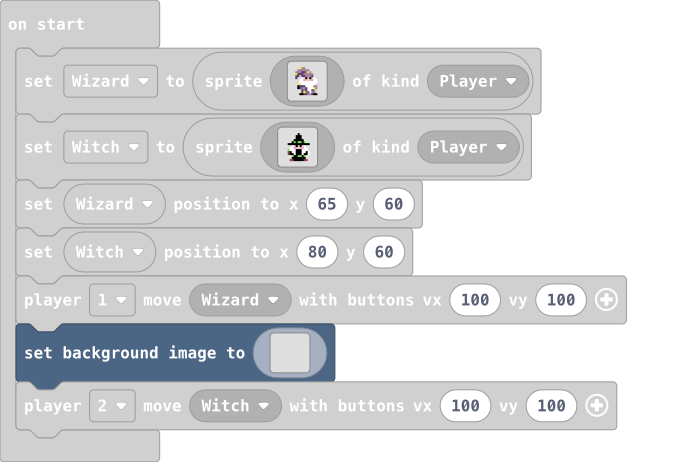 on start
set Wizard to sprite of kind Player
set Witch to sprite of kind Player
set Wizard position to x 65 y 60
set Witch position to x 80 y 60
player 1 move Wizard with buttons vx 100 vy 100
set background image to
player 2 move Witch with buttons vx 100 vy 100